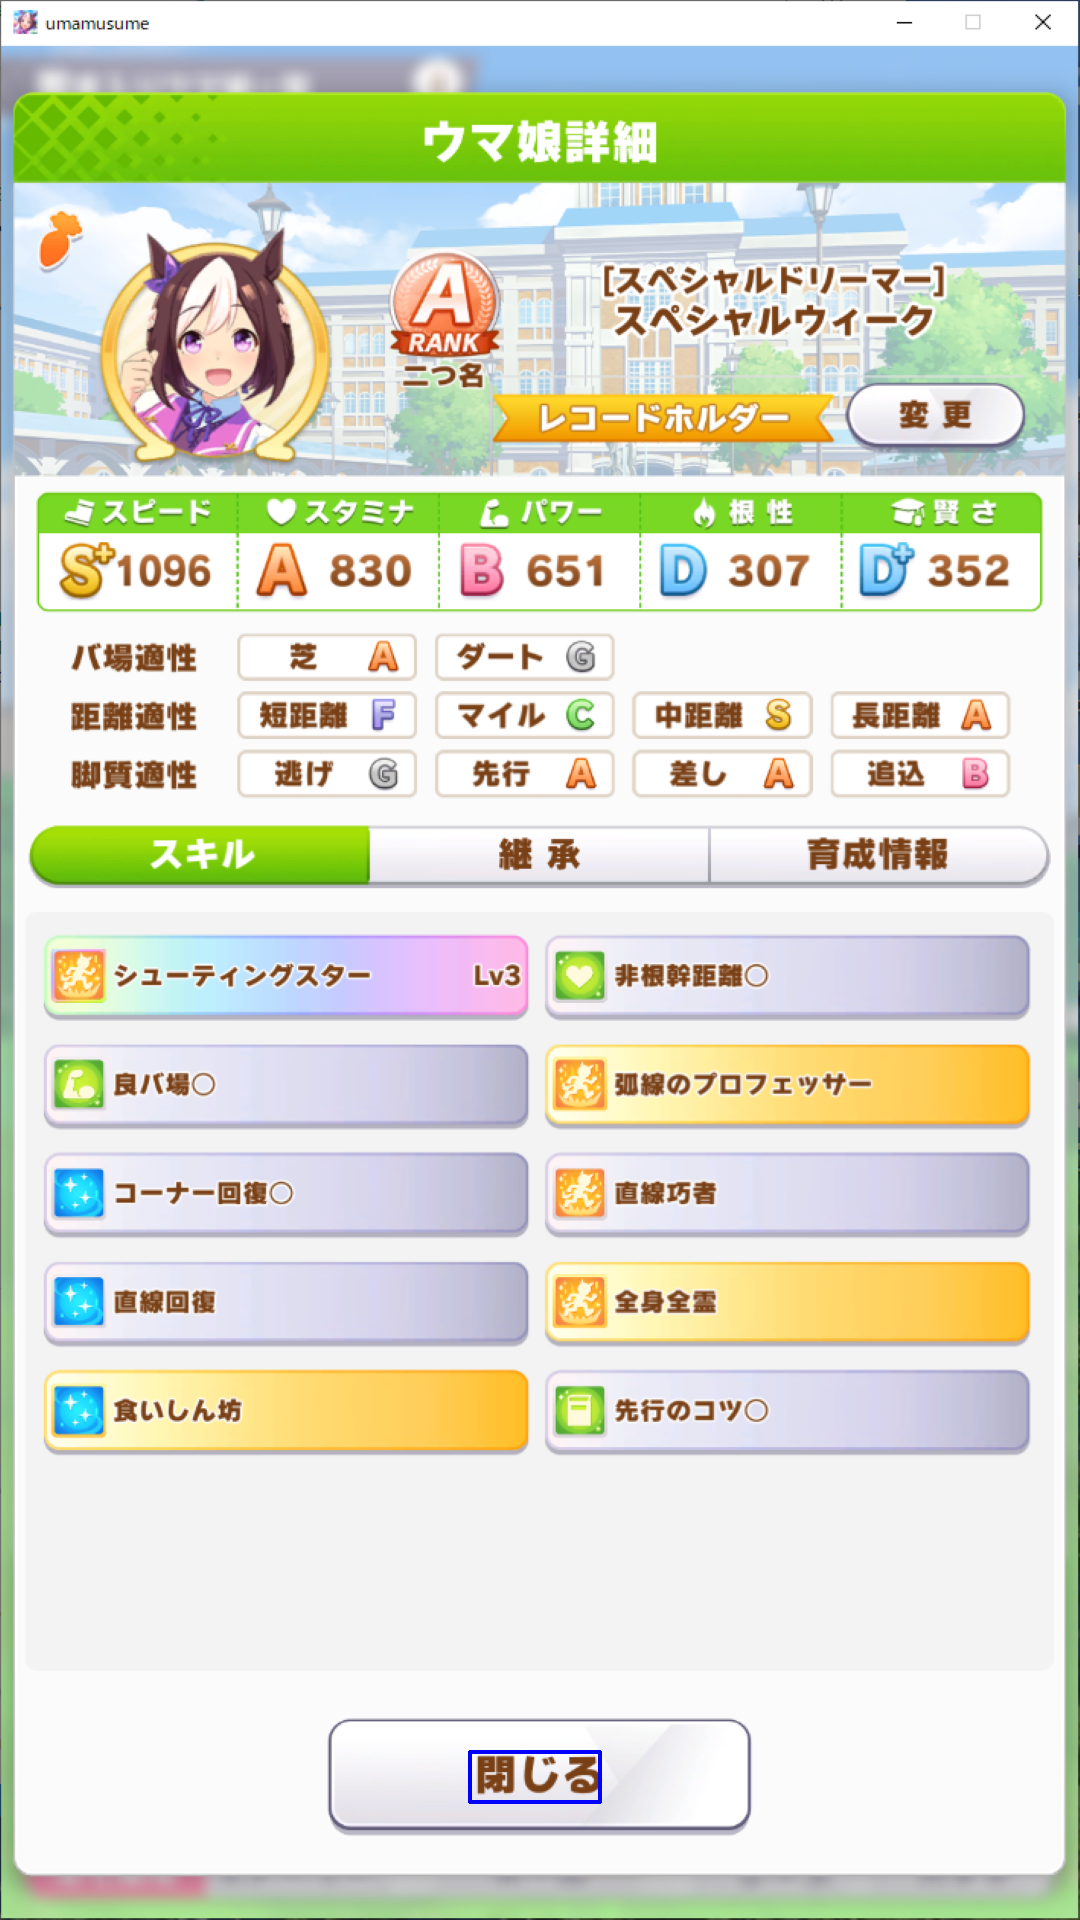 umamusume
ウマ娘詳細
A
RANK
二つ名
[スペシャルドリーマー]
スペシャルウィーク
レコードホルダー
変更
スピード スタミナ パワー 根性 賢さ
S+ 1096 A 830 B 651 D 307 D+ 352
バ場適性 芝 A ダート G
距離適性 短距離 F マイル C 中距離 S 長距離 A
脚質適性 逃げ G 先行 A 差し A 追込 B
スキル 継承 育成情報
シューティングスター Lv3 非根幹距離○
良バ場○ 弧線のプロフェッサー
コーナー回復○ 直線巧者
直線回復 全身全霊
食いしん坊 先行のコツ○
閉じる